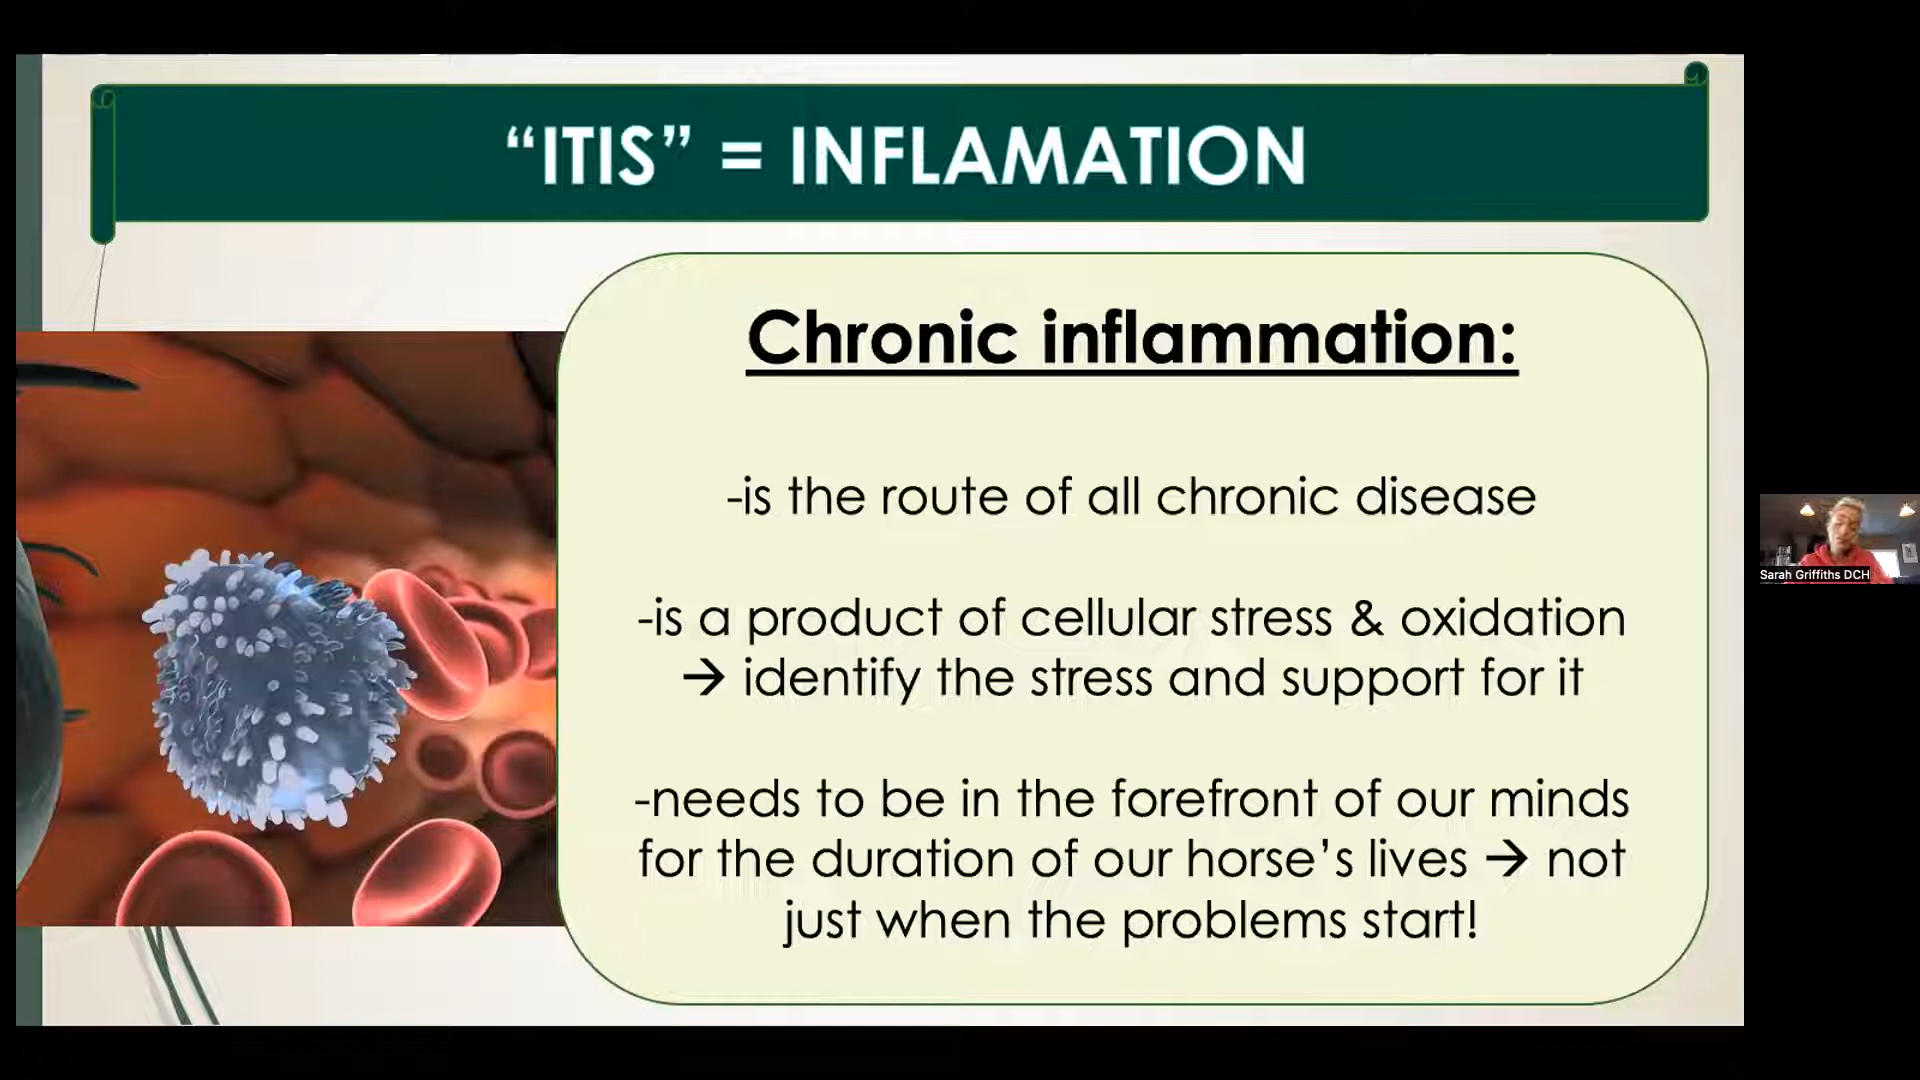 “ITIS” = INFLAMATION
Chronic inflammation:
-is the route of all chronic disease
-is a product of cellular stress & oxidation
→ identify the stress and support for it
-needs to be in the forefront of our minds
for the duration of our horse’s lives → not
just when the problems start!
Sarah Griffiths DCH